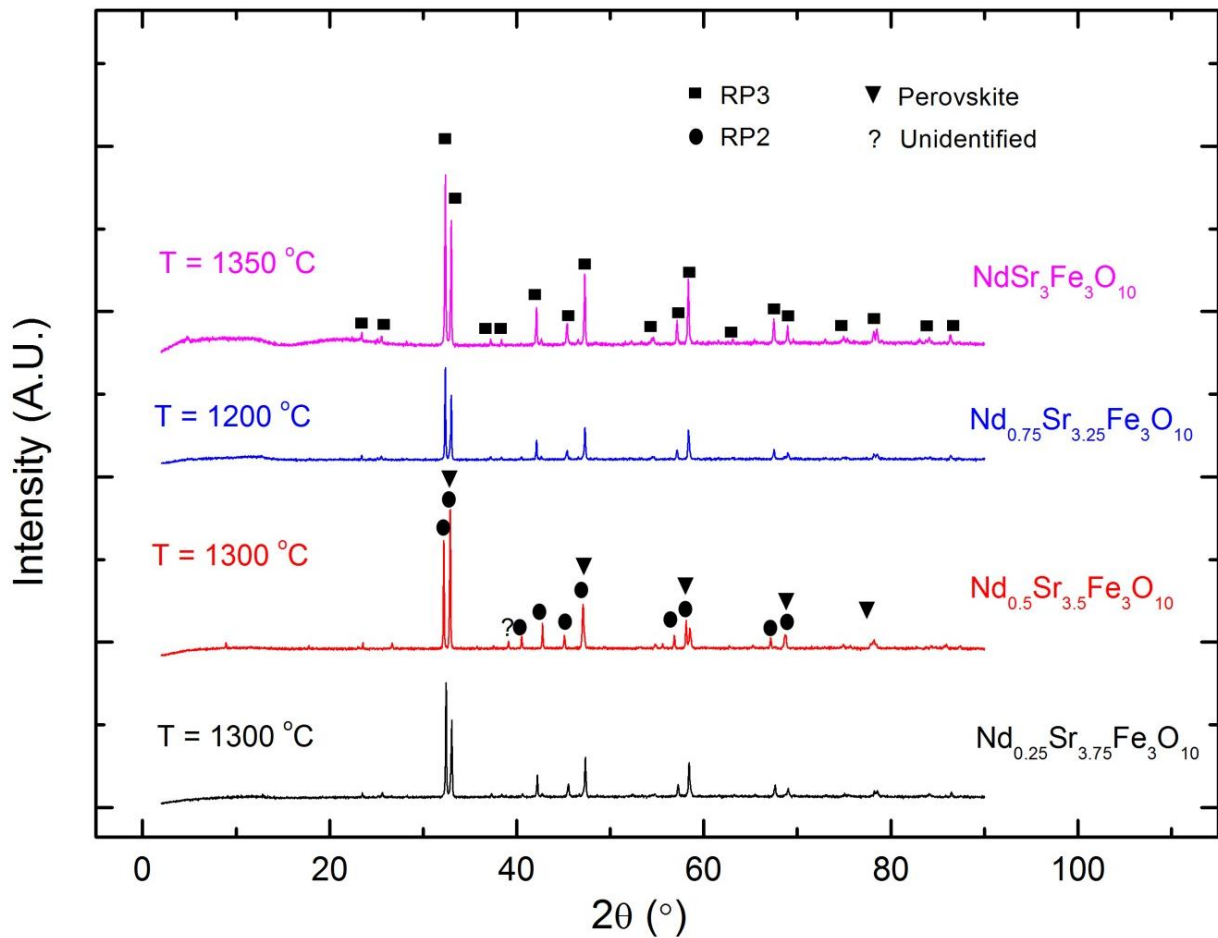 ■ RP3
▼ Perovskite
● RP2
? Unidentified
T = 1350 °C
NdSr₃Fe₃O₁₀
T = 1200 °C
Nd₀.₇₅Sr₃.₂₅Fe₃O₁₀
T = 1300 °C
?
Nd₀.₅Sr₃.₅Fe₃O₁₀
T = 1300 °C
Nd₀.₂₅Sr₃.₇₅Fe₃O₁₀
Intensity (A.U.)
0 20 40 60 80 100
2θ (°)